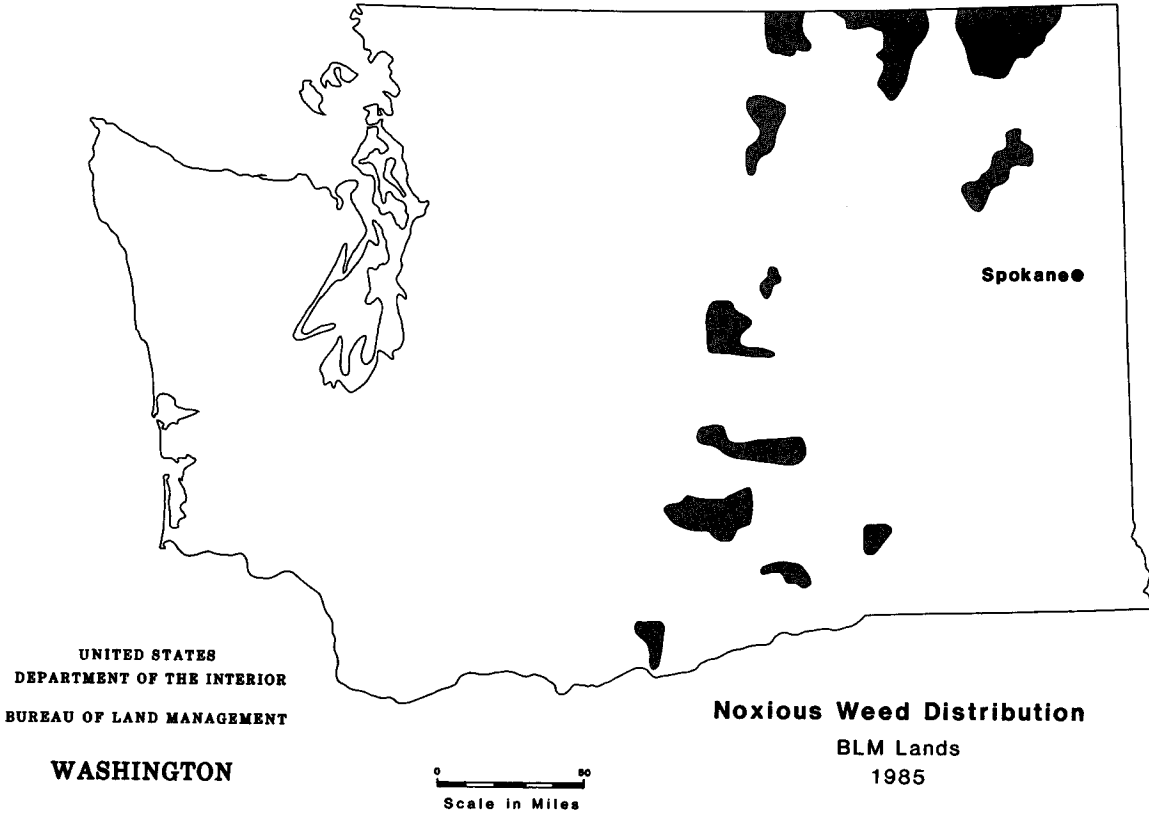 Spokane
UNITED STATES
DEPARTMENT OF THE INTERIOR
BUREAU OF LAND MANAGEMENT
WASHINGTON
0 50
Scale in Miles
Noxious Weed Distribution
BLM Lands
1985